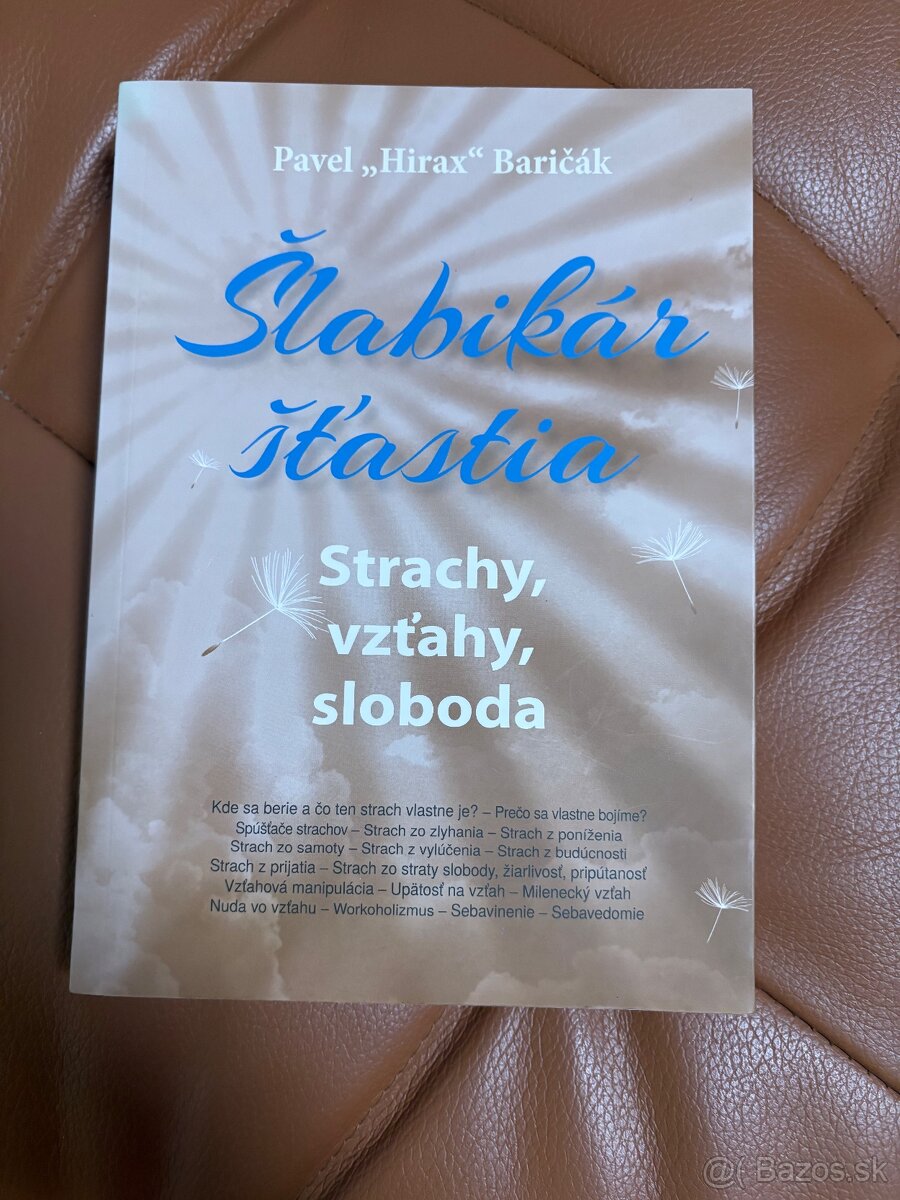 Pavel „Hirax“ Baričák
Šlabikár
šťastia
Strachy,
vzťahy,
sloboda
Kde sa berie a čo ten strach vlastne je? – Prečo sa vlastne bojíme?
Spúšťače strachov – Strach zo zlyhania – Strach z poníženia
Strach zo samoty – Strach z vylúčenia – Strach z budúcnosti
Strach z prijatia – Strach zo straty slobody, žiarlivosť, pripútanosť
Vzťahová manipulácia – Upätosť na vzťah – Milenecký vzťah
Nuda vo vzťahu – Workoholizmus – Sebavinenie – Sebavedomie
@( Bazos.sk